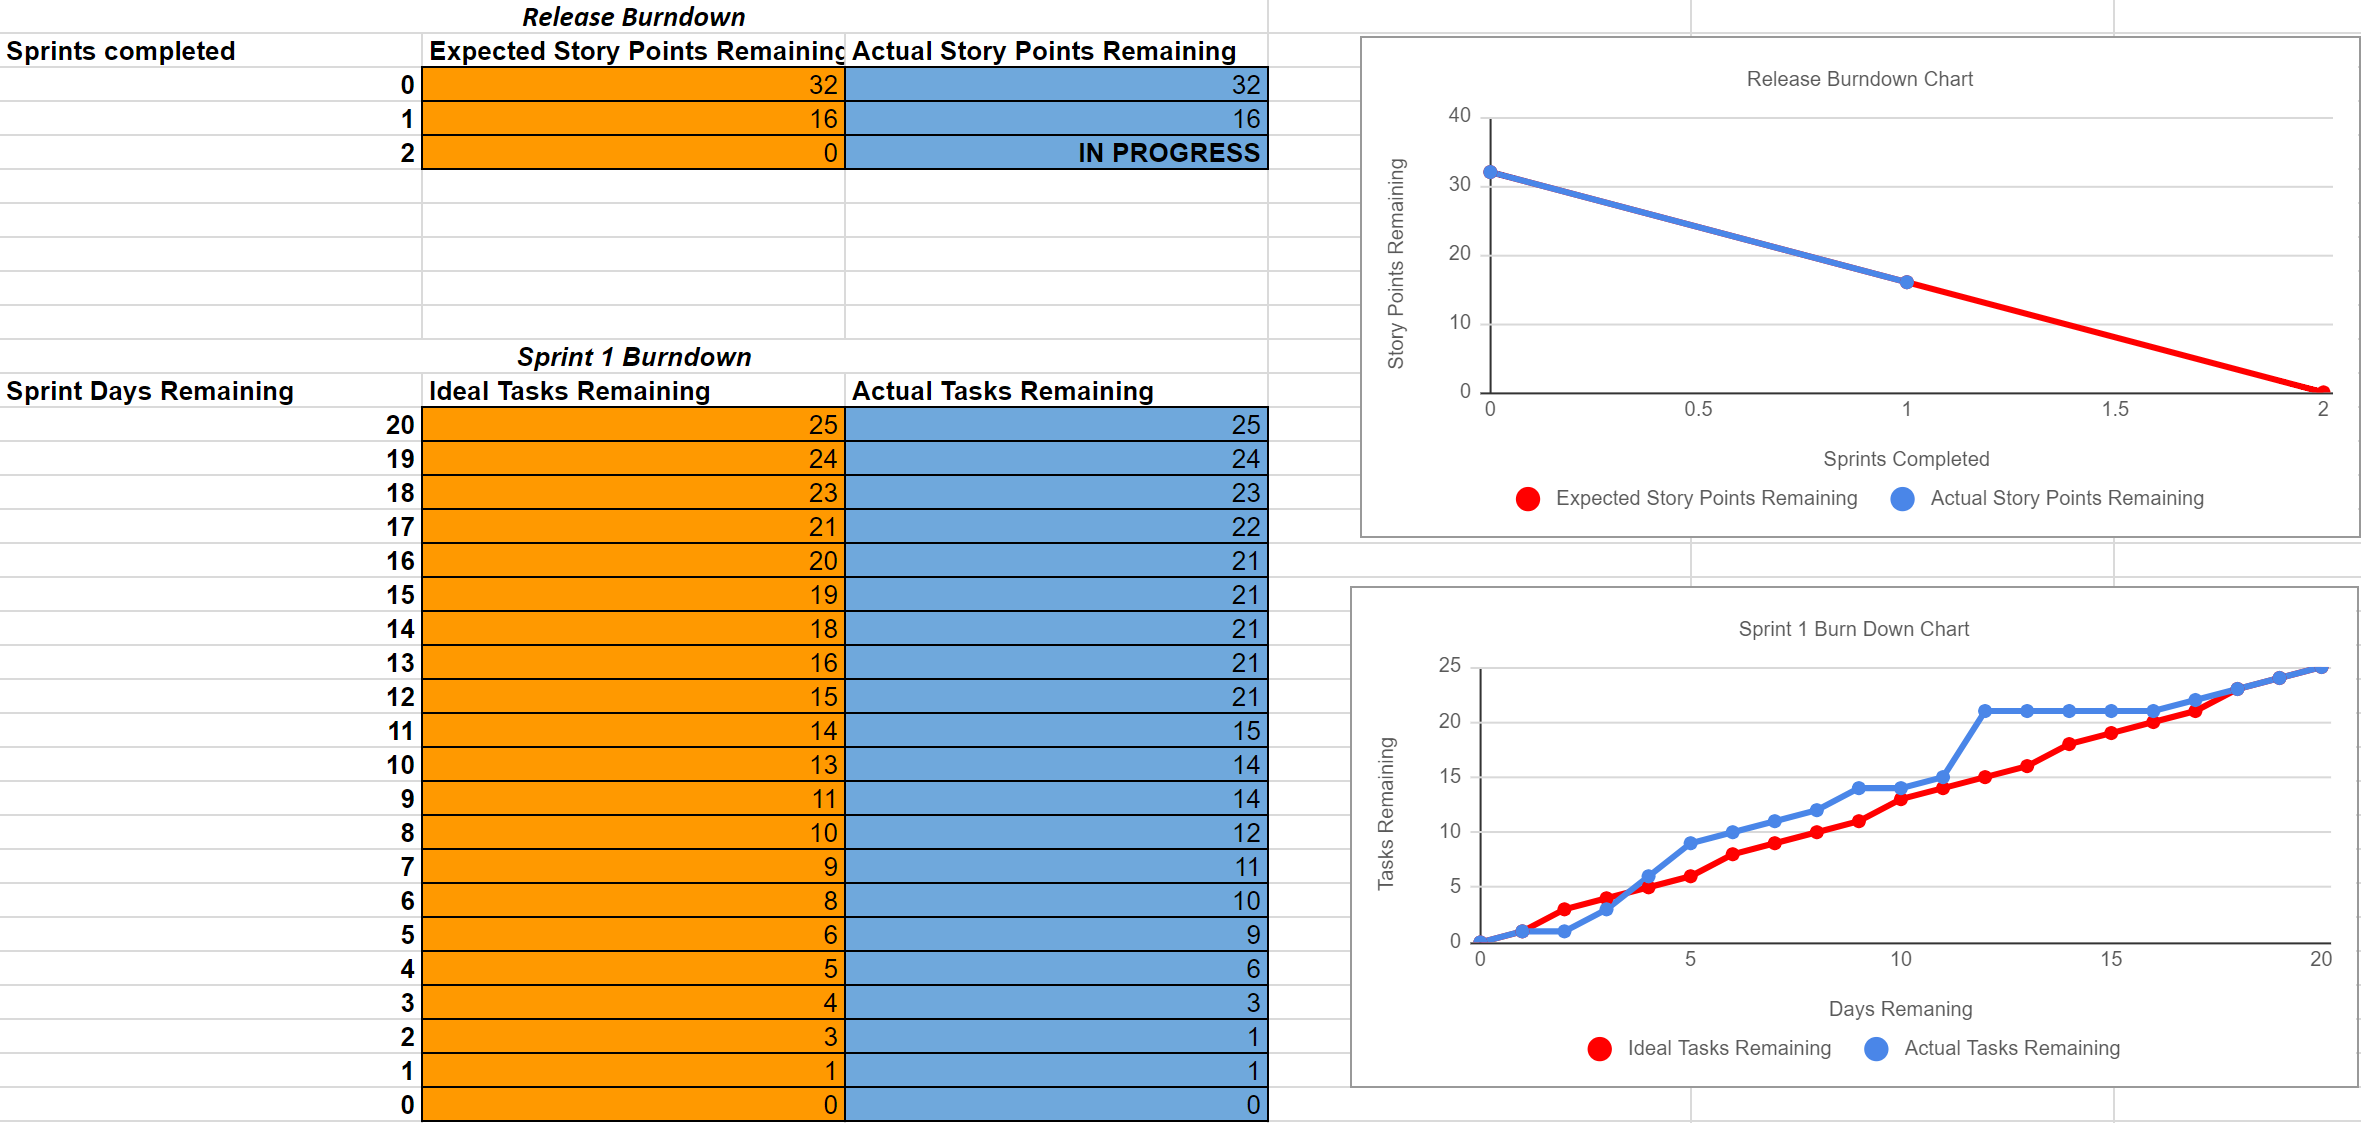 Release Burndown
Sprints completed Expected Story Points Remaining Actual Story Points Remaining
0 32 32
1 16 16
2 0 IN PROGRESS
Sprint 1 Burndown
Sprint Days Remaining Ideal Tasks Remaining Actual Tasks Remaining
20 25 25
19 24 24
18 23 23
17 21 22
16 20 21
15 19 21
14 18 21
13 16 21
12 15 21
11 14 15
10 13 14
9 11 14
8 10 12
7 9 11
6 8 10
5 6 9
4 5 6
3 4 3
2 3 1
1 1 1
0 0 0
Release Burndown Chart
Story Points Remaining
40
30
20
10
0
0 0.5 1 1.5 2
Sprints Completed
Expected Story Points Remaining Actual Story Points Remaining
Sprint 1 Burn Down Chart
Tasks Remaining
25
20
15
10
5
0
0 5 10 15 20
Days Remaning
Ideal Tasks Remaining Actual Tasks Remaining